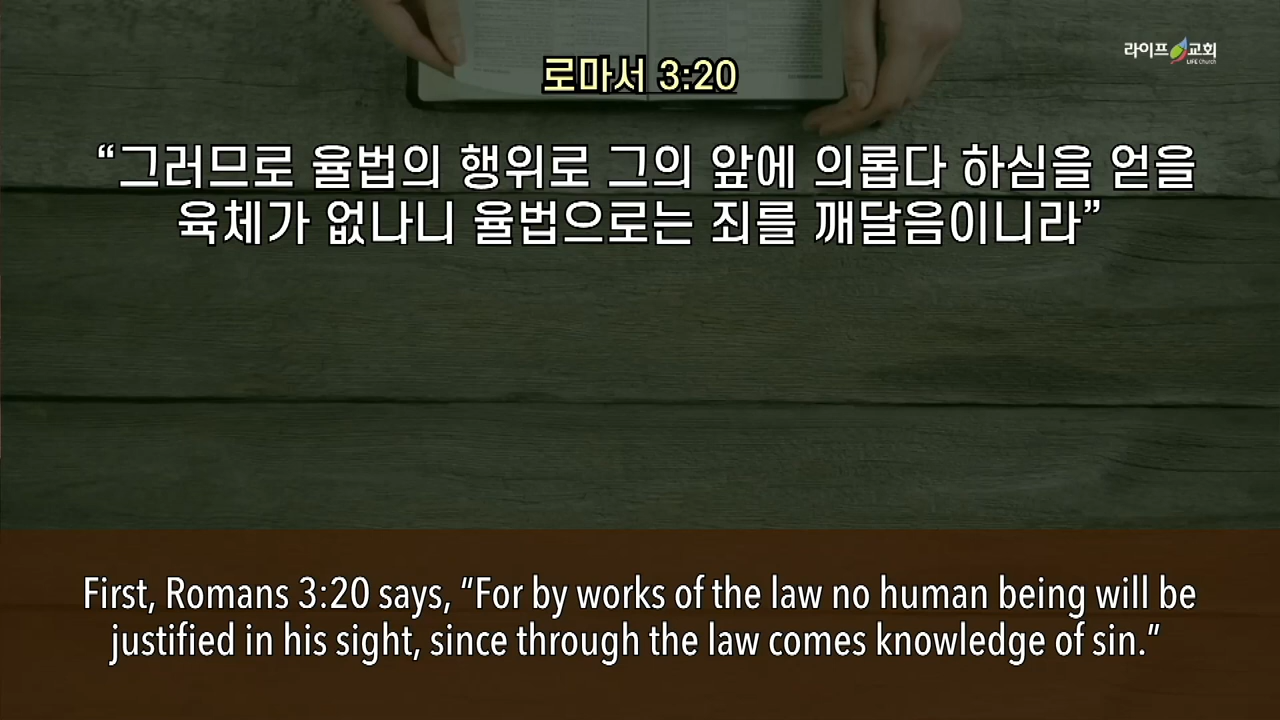 라이프 교회
LIFE Church
로마서 3:20
“그러므로 율법의 행위로 그의 앞에 의롭다 하심을 얻을
육체가 없나니 율법으로는 죄를 깨달음이니라”
First, Romans 3:20 says, “For by works of the law no human being will be
justified in his sight, since through the law comes knowledge of sin.”